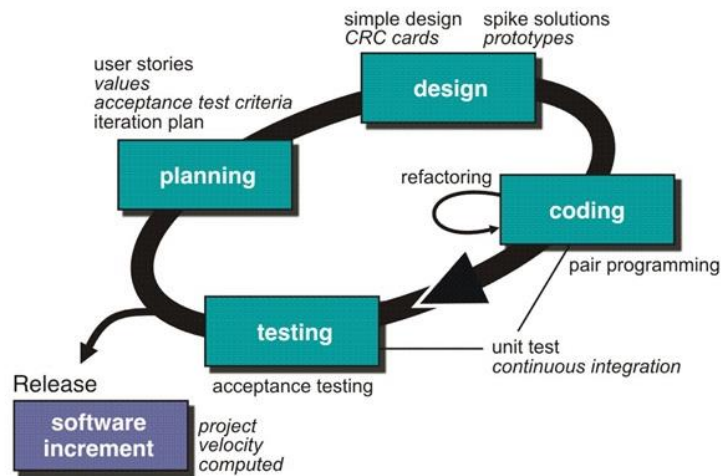 simple design
CRC cards
spike solutions
prototypes
user stories
values
acceptance test criteria
iteration plan
design
planning
refactoring
coding
pair programming
testing
unit test
continuous integration
acceptance testing
Release
software
increment
project
velocity
computed